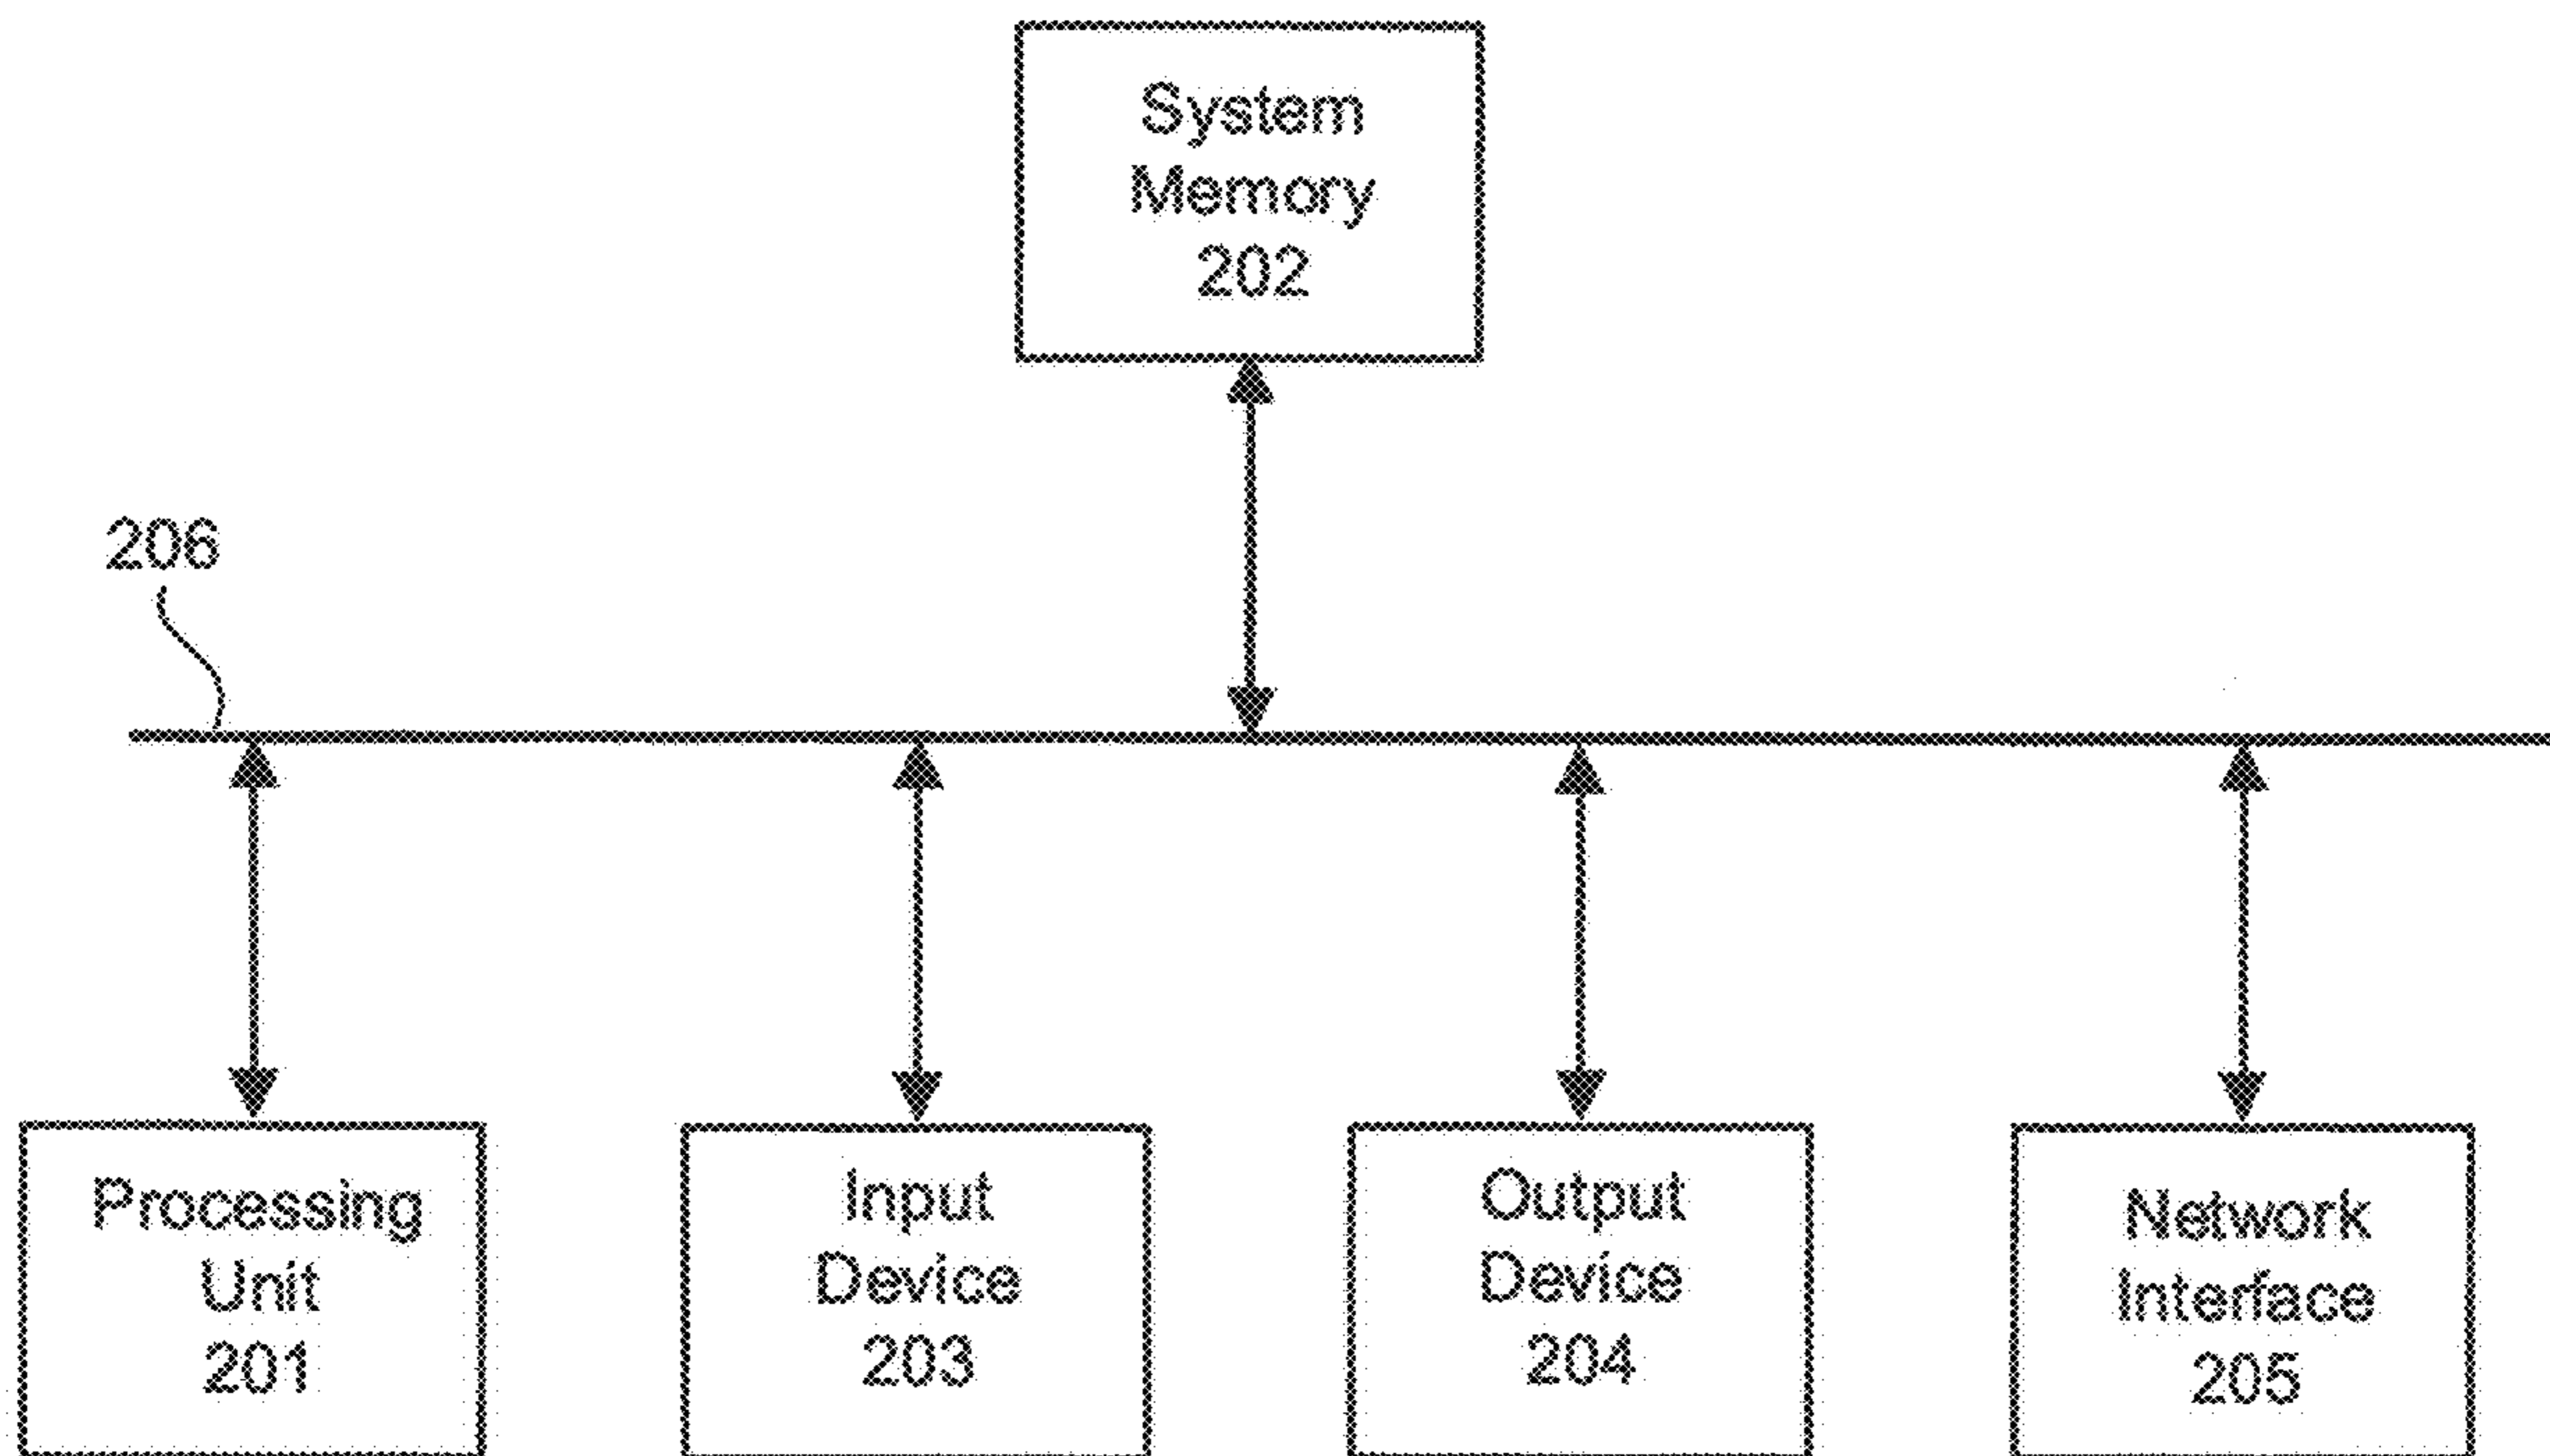 System
Memory
202
206
Processing
Unit
201
Input
Device
203
Output
Device
204
Network
Interface
205